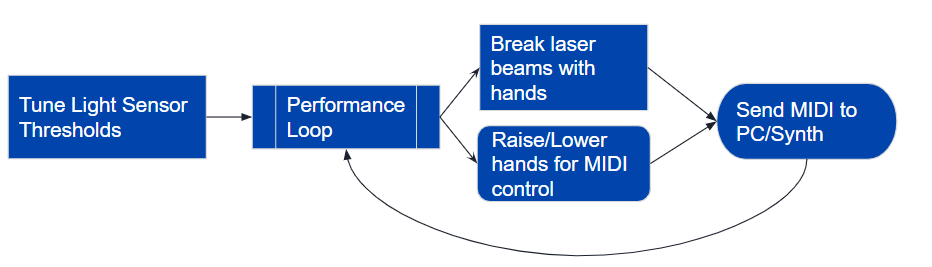 Tune Light Sensor
Thresholds
Performance
Loop
Break laser
beams with
hands
Raise/Lower
hands for MIDI
control
Send MIDI to
PC/Synth